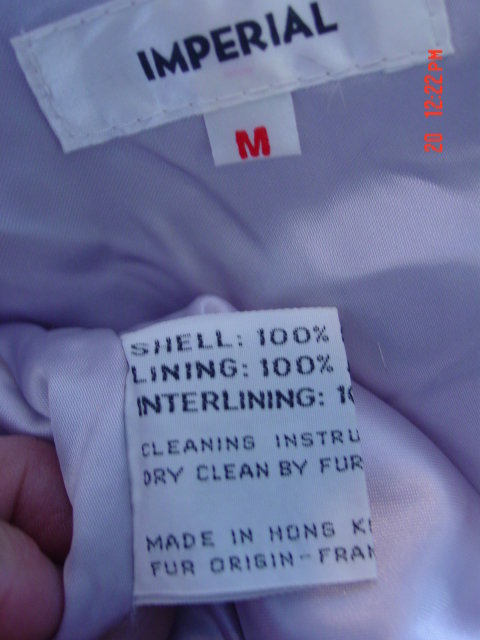 IMPERIAL
M
20 12:22 PM
SHELL: 100%
LINING: 100%
INTERLINING: 10
CLEANING INSTRU
DRY CLEAN BY FUR
MADE IN HONG K
FUR ORIGIN-FRAN